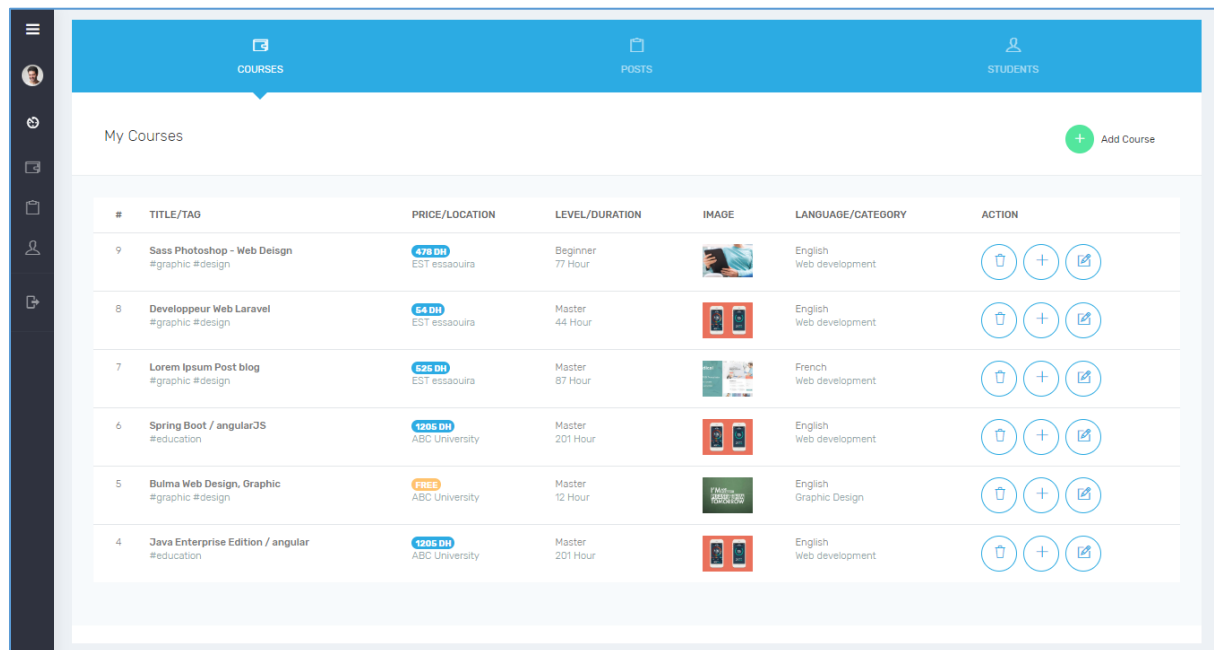 COURSES
POSTS
STUDENTS
My Courses
Add Course
# TITLE/TAG PRICE/LOCATION LEVEL/DURATION IMAGE LANGUAGE/CATEGORY ACTION
9 Sass Photoshop - Web Deisgn 478 DH Beginner English
#graphic #design EST essaouira 77 Hour Web development
8 Developpeur Web Laravel 54 DH Master English
#graphic #design EST essaouira 44 Hour Web development
7 Lorem Ipsum Post blog 525 DH Master French
#graphic #design EST essaouira 87 Hour Web development
6 Spring Boot / angularJS 1205 DH Master English
#education ABC University 201 Hour Web development
5 Bulma Web Design, Graphic FREE Master English
#graphic #design ABC University 12 Hour Graphic Design
TOMORROW
4 Java Enterprise Edition / angular 1205 DH Master English
#education ABC University 201 Hour Web development